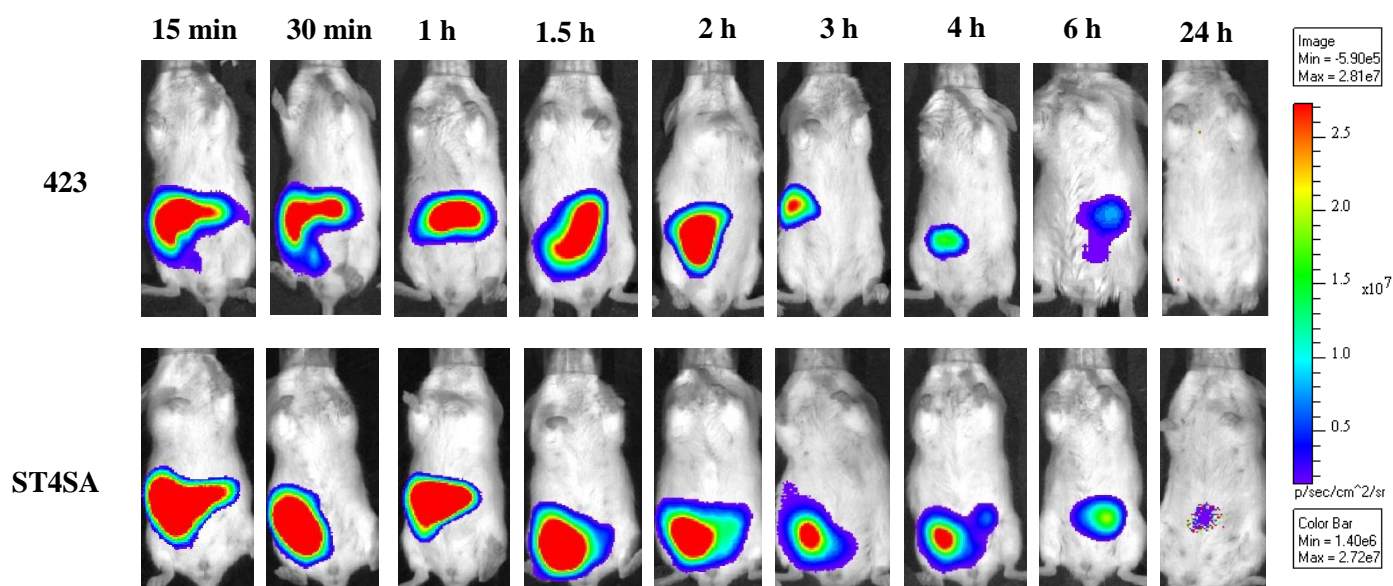 15 min 30 min 1 h 1.5 h 2 h 3 h 4 h 6 h 24 h
Image
Min = -5.90e5
Max = 2.81e7
423
2.5
2.0
1.5
x10^7
1.0
0.5
ST4SA
p/sec/cm^2/sr
Color Bar
Min = 1.40e6
Max = 2.72e7